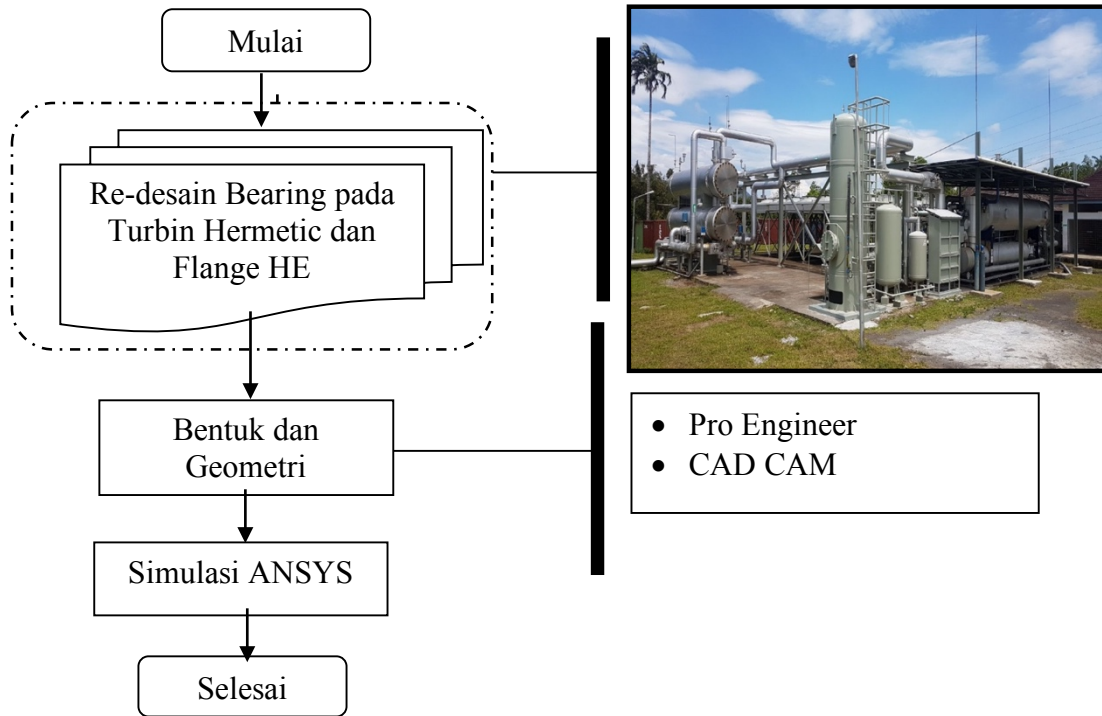 Mulai
Re-desain Bearing pada
Turbin Hermetic dan
Flange HE
Bentuk dan
Geometri
Simulasi ANSYS
Selesai
• Pro Engineer
• CAD CAM